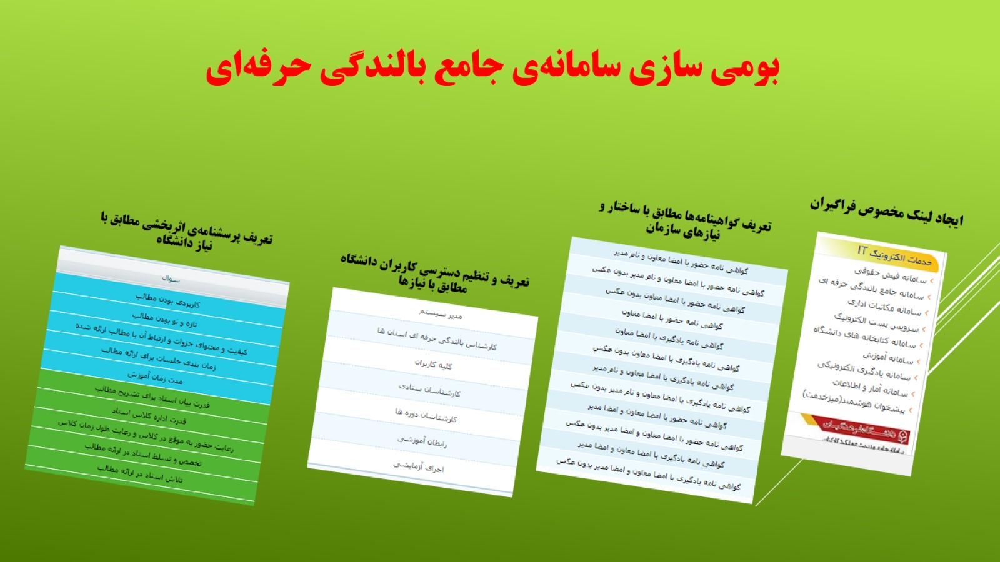 بومی سازی سامانه‌ی جامع بالندگی حرفه‌ای
ایجاد لینک مخصوص فراگیران
خدمات الکترونیک IT
سامانه فیش حقوقی
سامانه جامع بالندگی حرفه ای
سامانه مکاتبات اداری
سرویس پست الکترونیک
سامانه کتابخانه های دانشگاه
سامانه آموزش
سامانه یادگیری الکترونیکی
سامانه آمار و اطلاعات
پیشخوان هوشمند(میزخدمت)
دانشگاه فرهنگیان
تعریف گواهینامه‌ها مطابق با ساختار و
نیازهای سازمان
گواهی نامه حضور با امضا معاون و نام مدیر
گواهی نامه حضور با امضا معاون و نام مدیر بدون عکس
گواهی نامه حضور با امضا معاون بدون عکس
گواهی نامه حضور با امضا معاون
گواهی نامه یادگیری با امضا معاون
گواهی نامه یادگیری با امضا معاون بدون عکس
گواهی نامه یادگیری با امضا معاون و نام مدیر
گواهی نامه یادگیری با امضا معاون و نام مدیر بدون عکس
گواهی نامه حضور با امضا معاون و امضا مدیر
گواهی نامه حضور با امضا معاون و امضا مدیر بدون عکس
گواهی نامه یادگیری با امضا معاون و امضا مدیر
گواهی نامه یادگیری با امضا معاون و امضا مدیر بدون عکس
تعریف و تنظیم دسترسی کاربران دانشگاه
مطابق با نیازها
مدیر سیستم
کارشناس بالندگی حرفه ای استان ها
کلیه کاربران
کارشناسان ستادی
کارشناسان دوره ها
رابطان آموزشی
اجرای آزمایشی
تعریف پرسشنامه‌ی اثربخشی مطابق با
نیاز دانشگاه
سوال
کاربردی بودن مطالب
تازه و نو بودن مطالب
کیفیت و محتوای جزوات و ارتباط آن با مطالب ارائه شده
زمان بندی جلسات برای ارائه مطالب
مدت زمان آموزش
قدرت بیان استاد برای تشریح مطالب
قدرت اداره کلاس استاد
رعایت حضور به موقع در کلاس و رعایت طول زمان کلاس
تخصص و تسلط استاد در ارائه مطالب
تلاش استاد در ارائه مطالب